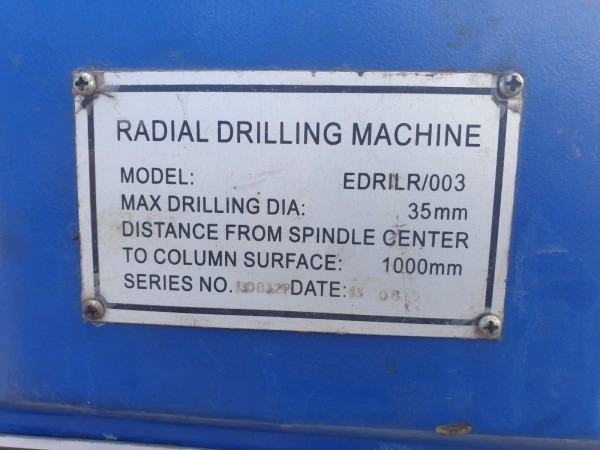 RADIAL DRILLING MACHINE
MODEL: EDRILR/003
MAX DRILLING DIA: 35mm
DISTANCE FROM SPINDLE CENTER
TO COLUMN SURFACE: 1000mm
SERIES NO. DATE: